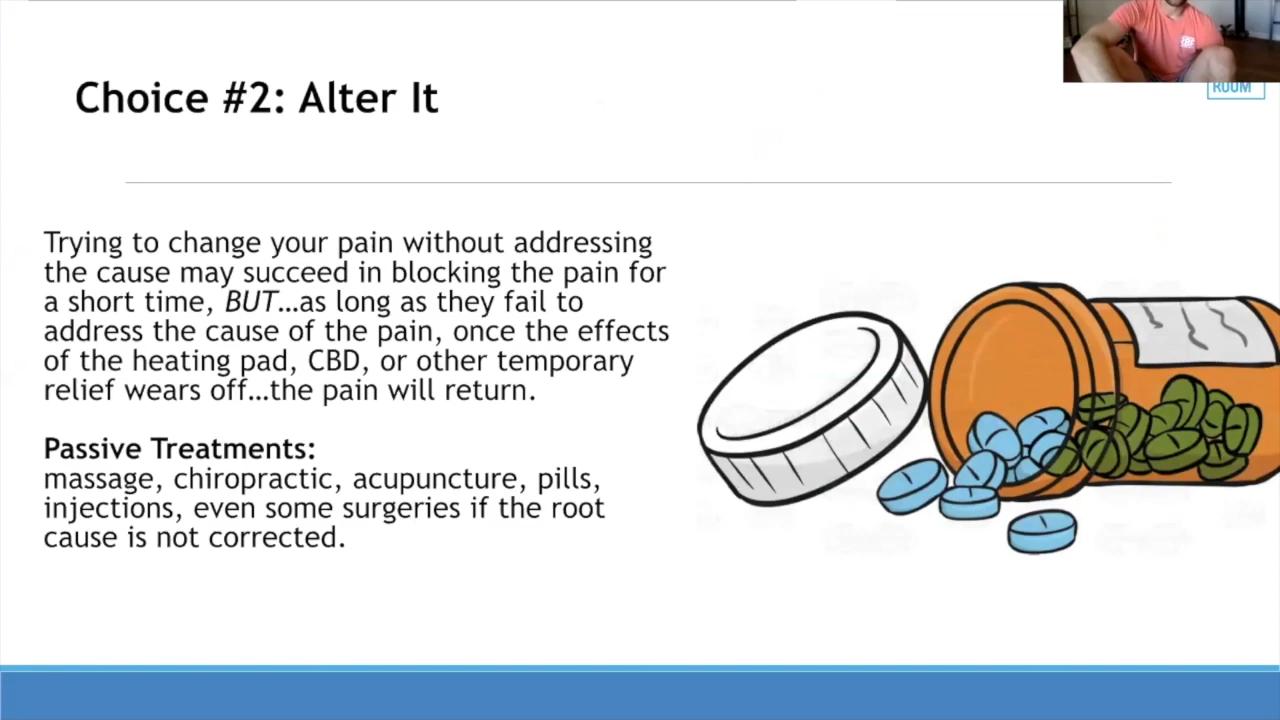 Choice #2: Alter It
ROOM
Trying to change your pain without addressing
the cause may succeed in blocking the pain for
a short time, BUT…as long as they fail to
address the cause of the pain, once the effects
of the heating pad, CBD, or other temporary
relief wears off…the pain will return.
Passive Treatments:
massage, chiropractic, acupuncture, pills,
injections, even some surgeries if the root
cause is not corrected.